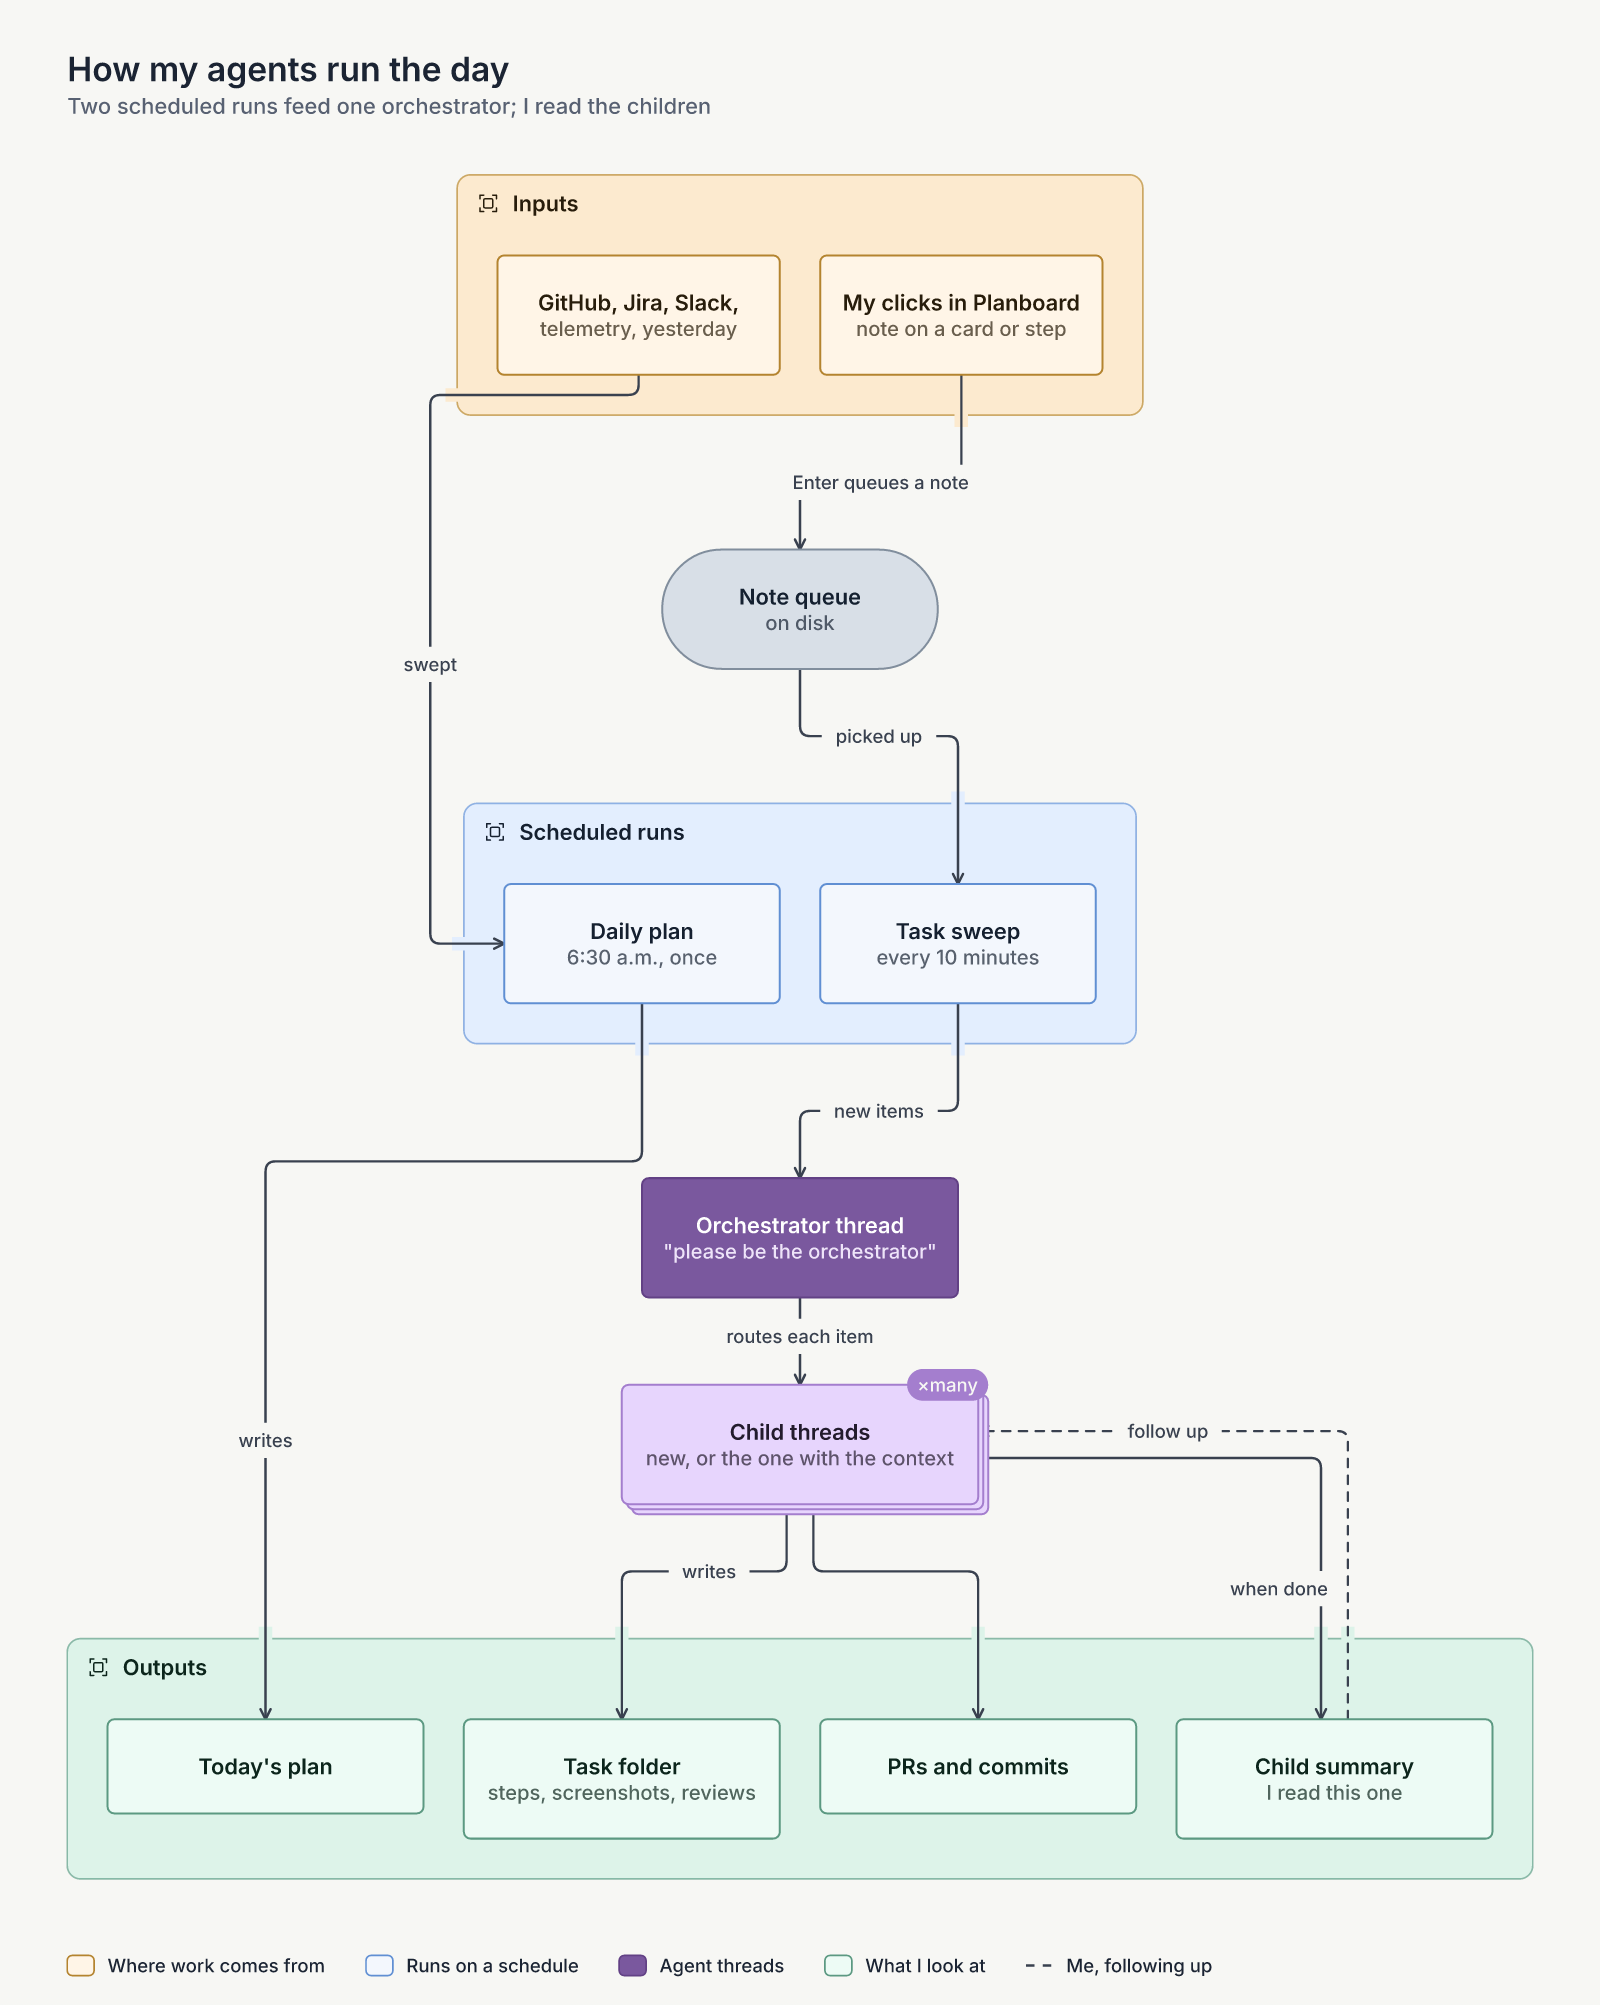 How my agents run the day
Two scheduled runs feed one orchestrator; I read the children
Inputs
GitHub, Jira, Slack,
telemetry, yesterday
My clicks in Planboard
note on a card or step
Enter queues a note
Note queue
on disk
swept
picked up
Scheduled runs
Daily plan
6:30 a.m., once
Task sweep
every 10 minutes
new items
Orchestrator thread
"please be the orchestrator"
routes each item
×many
Child threads
new, or the one with the context
follow up
writes
writes
when done
Outputs
Today's plan
Task folder
steps, screenshots, reviews
PRs and commits
Child summary
I read this one
Where work comes from
Runs on a schedule
Agent threads
What I look at
Me, following up